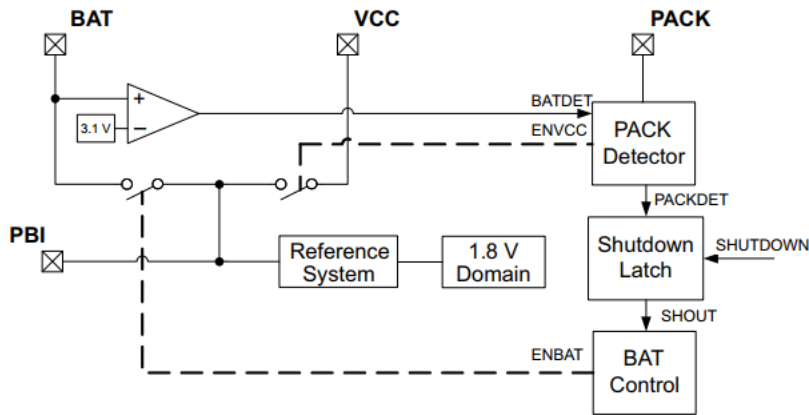 BAT
VCC
PACK
+
3.1 V
−
BATDET
ENVCC
PACK
Detector
PACKDET
PBI
Reference
System
1.8 V
Domain
Shutdown
Latch
SHUTDOWN
SHOUT
ENBAT
BAT
Control